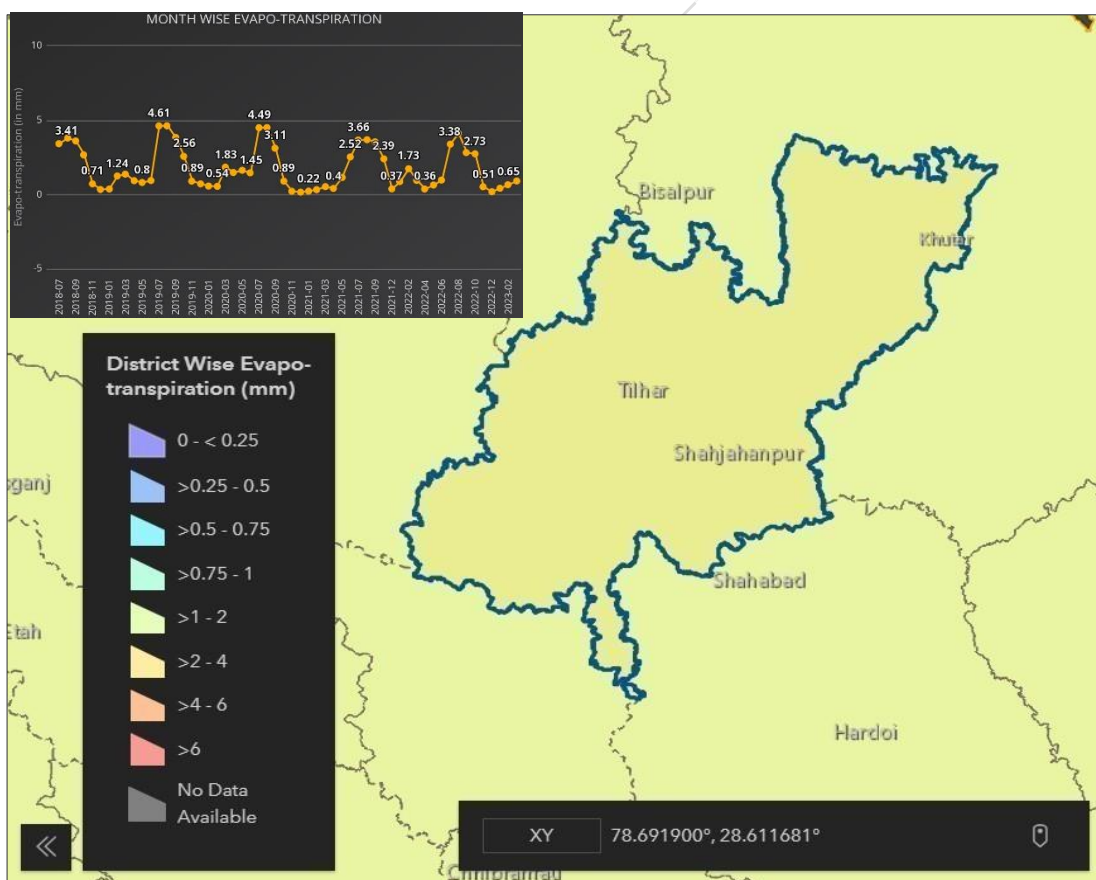 MONTH WISE EVAPO-TRANSPIRATION
Evapo-transpiration (in mm)
10
5
0
-5
3.41
0.71
1.24
0.8
4.61
2.56
0.89
0.54
1.83
1.45
4.49
3.11
0.89
0.22
0.4
2.52
3.66
2.39
0.37
1.73
0.36
3.38
2.73
0.51
0.65
2018-07
2018-09
2018-11
2019-01
2019-03
2019-05
2019-07
2019-09
2019-11
2020-01
2020-03
2020-05
2020-07
2020-09
2020-11
2021-01
2021-03
2021-05
2021-07
2021-09
2021-12
2022-02
2022-04
2022-06
2022-08
2022-10
2022-12
2023-02
Bisalpur
Khutar
Tilhar
Shahjahanpur
Shahabad
Hardoi
sganj
Etah
Chhibramau
District Wise Evapo-
transpiration (mm)
0 - < 0.25
>0.25 - 0.5
>0.5 - 0.75
>0.75 - 1
>1 - 2
>2 - 4
>4 - 6
>6
No Data
Available
XY 78.691900°, 28.611681°